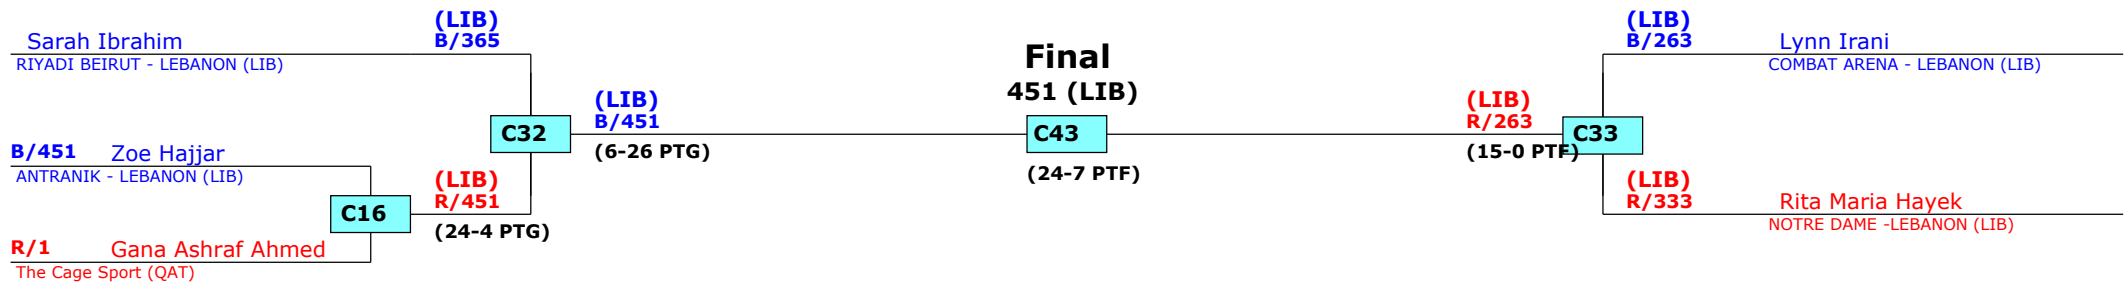 (LIB)
B/365
Sarah Ibrahim
RIYADI BEIRUT - LEBANON (LIB)
B/451 Zoe Hajjar
ANTRANIK - LEBANON (LIB)
R/1 Gana Ashraf Ahmed
The Cage Sport (QAT)
C16
(LIB)
R/451
(24-4 PTG)
C32
(LIB)
B/451
(6-26 PTG)
Final
451 (LIB)
C43
(24-7 PTF)
(LIB)
R/263
(15-0 PTF)
C33
(LIB)
B/263
Lynn Irani
COMBAT ARENA - LEBANON (LIB)
(LIB)
R/333
Rita Maria Hayek
NOTRE DAME -LEBANON (LIB)